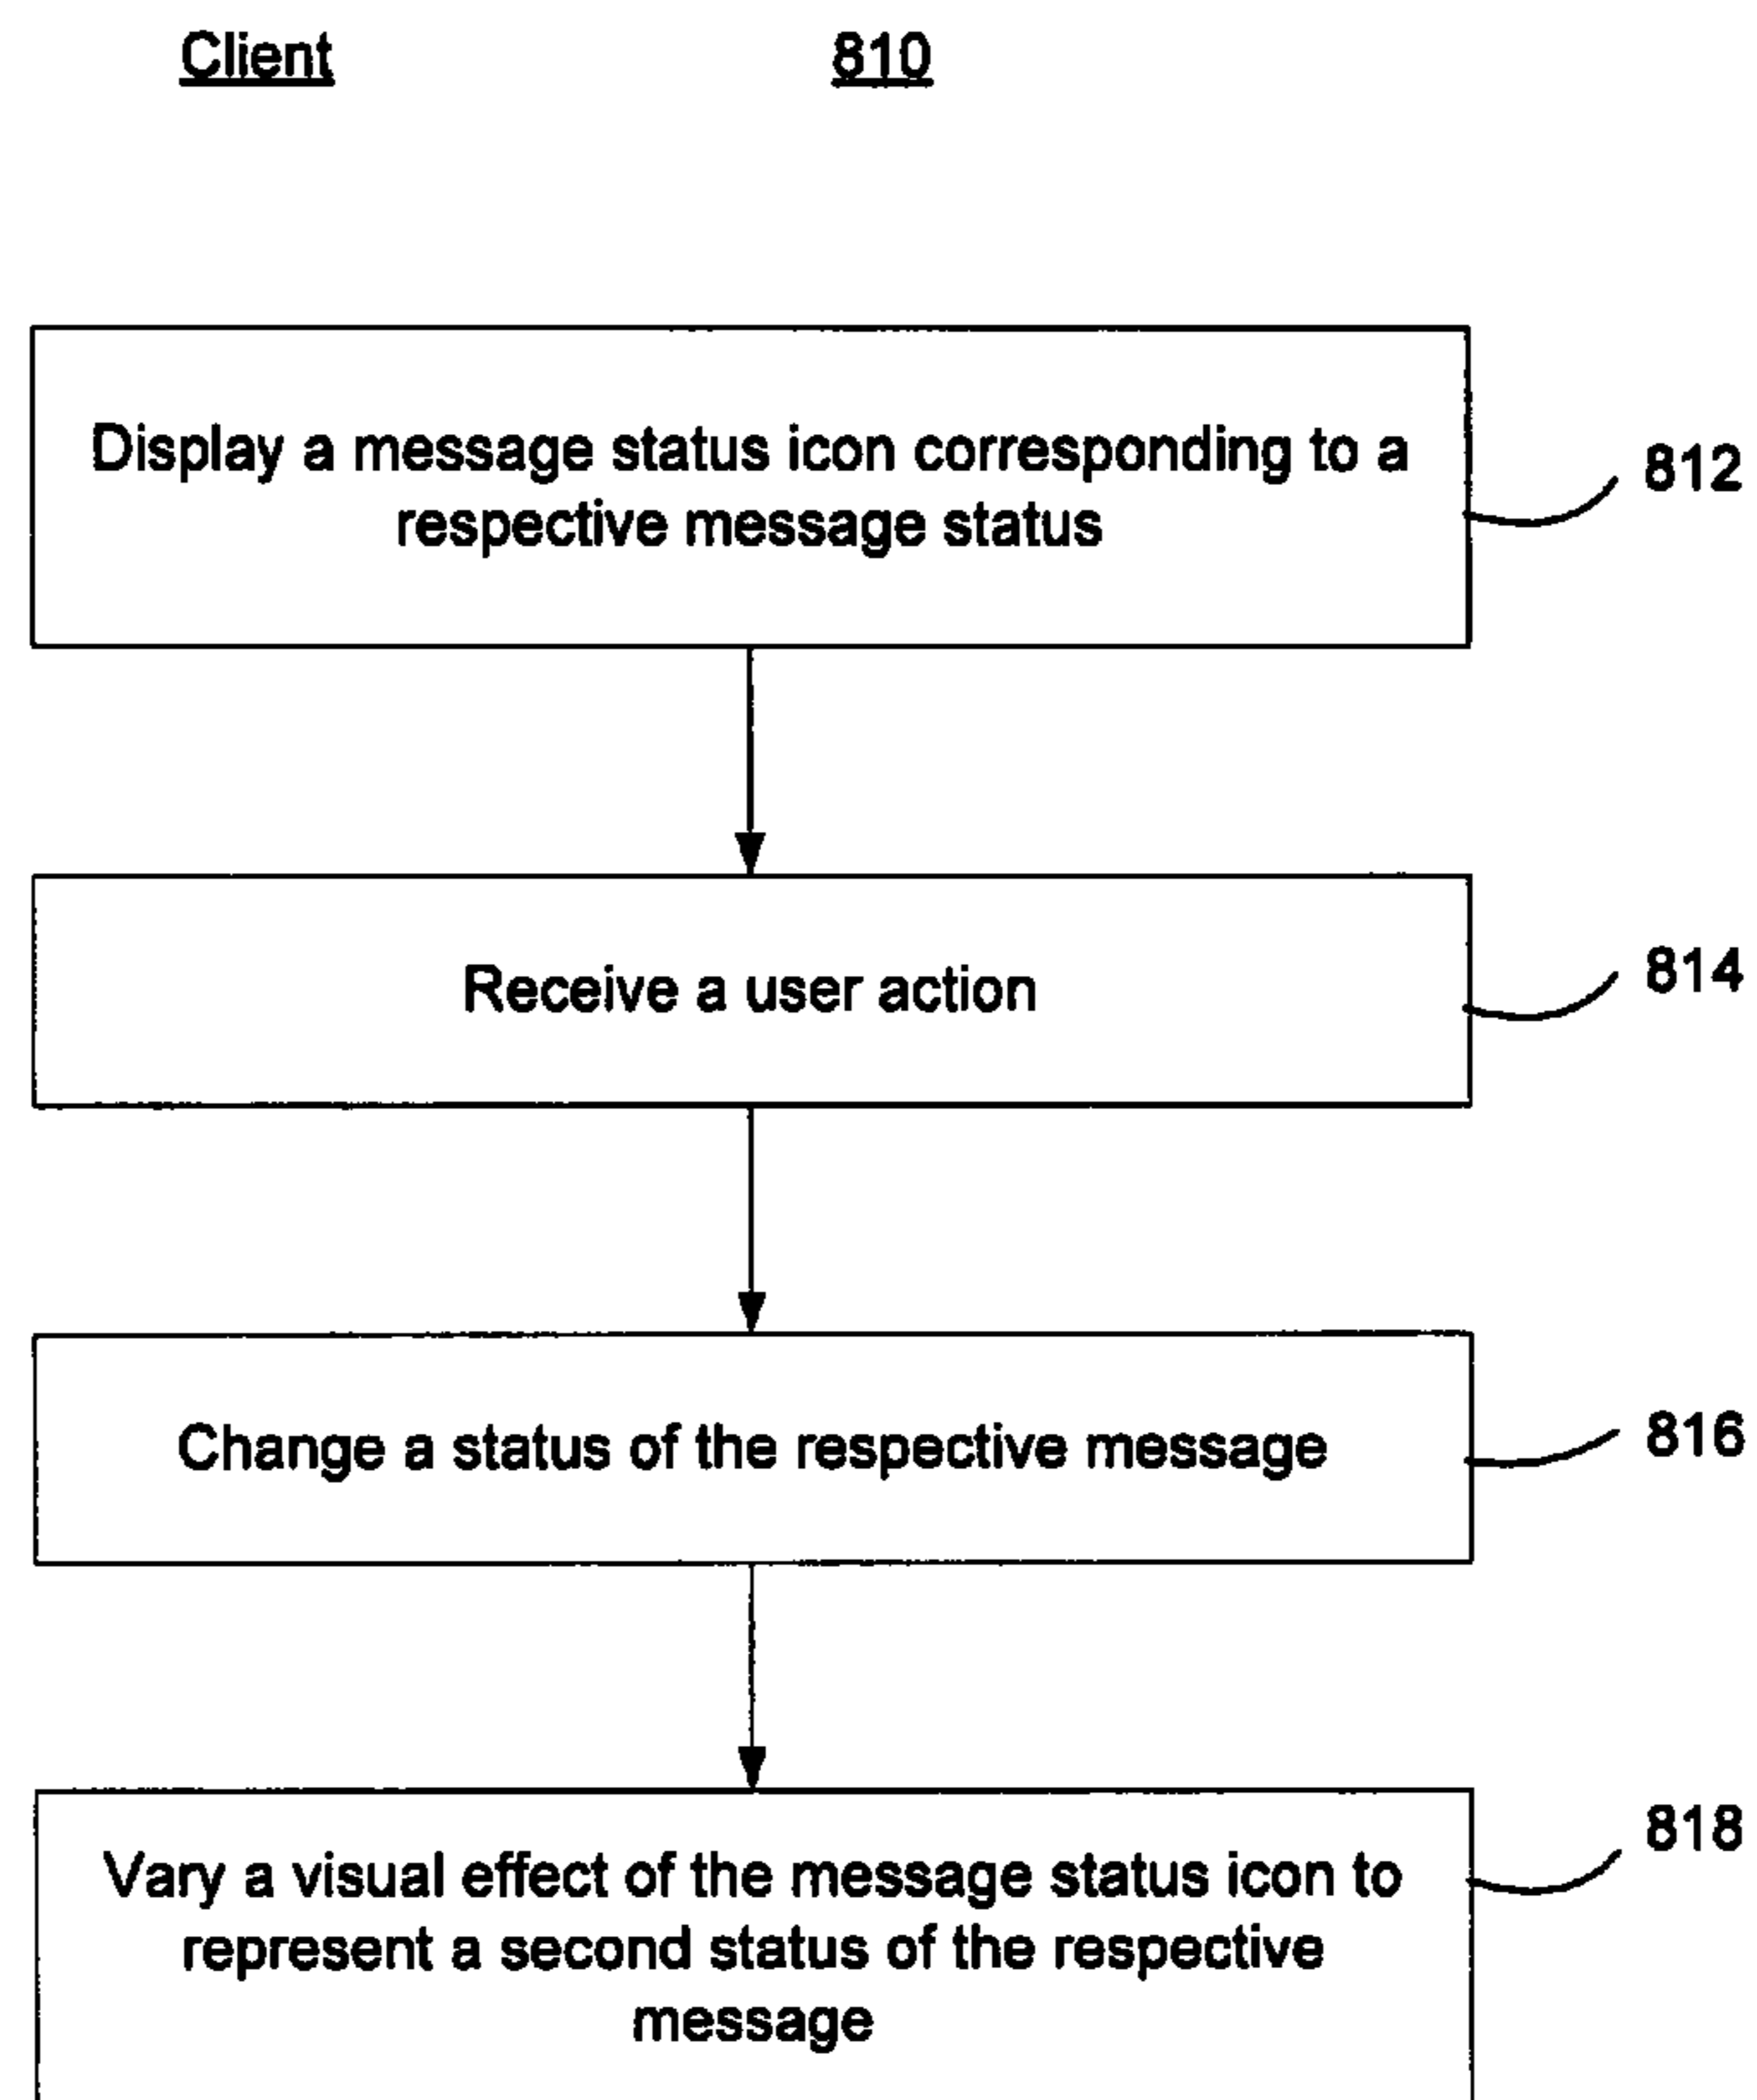 Client 810
Display a message status icon corresponding to a
respective message status
812
Receive a user action
814
Change a status of the respective message
816
Vary a visual effect of the message status icon to
represent a second status of the respective
message
818